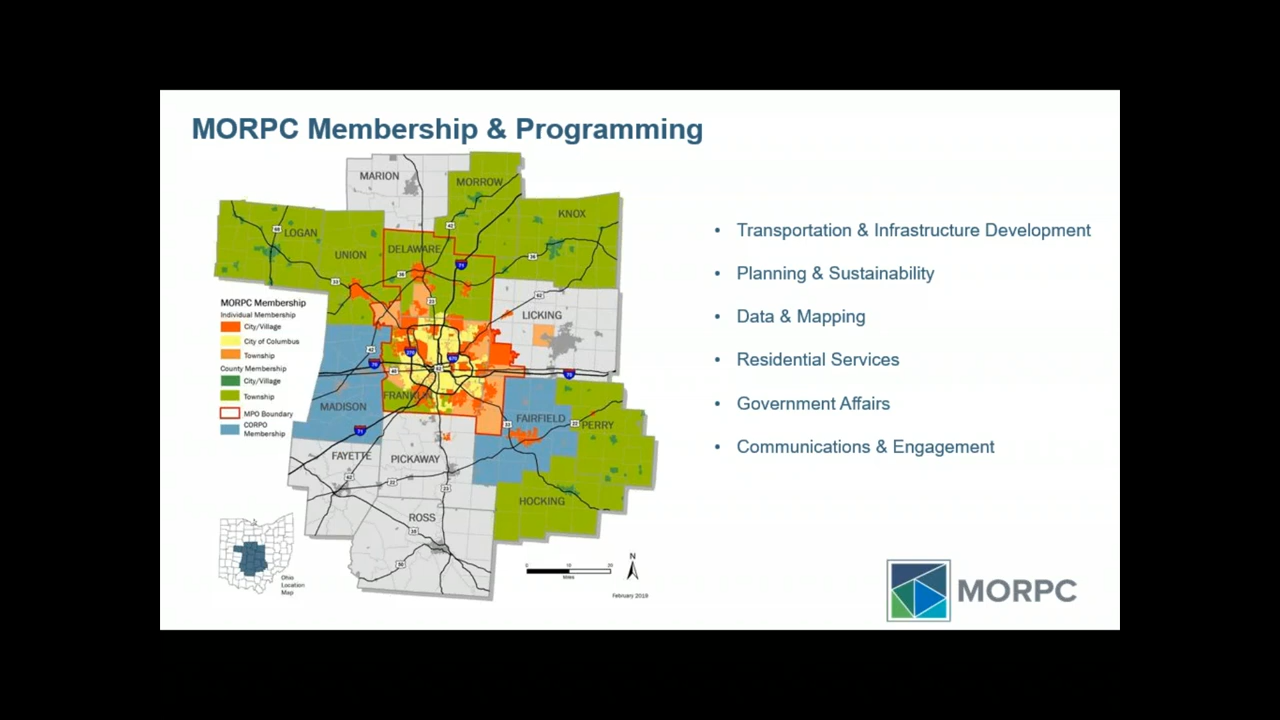 MORPC Membership & Programming
MARION
MORROW
KNOX
LOGAN
UNION
DELAWARE
LICKING
MADISON
FRANKLIN
FAIRFIELD
PERRY
FAYETTE
PICKAWAY
HOCKING
ROSS
MORPC Membership
Individual Membership
City/Village
City of Columbus
Township
County Membership
City/Village
Township
MPO Boundary
CORPO
Membership
Ohio
Location
Map
N
Miles
February 2019
• Transportation & Infrastructure Development
• Planning & Sustainability
• Data & Mapping
• Residential Services
• Government Affairs
• Communications & Engagement
MORPC